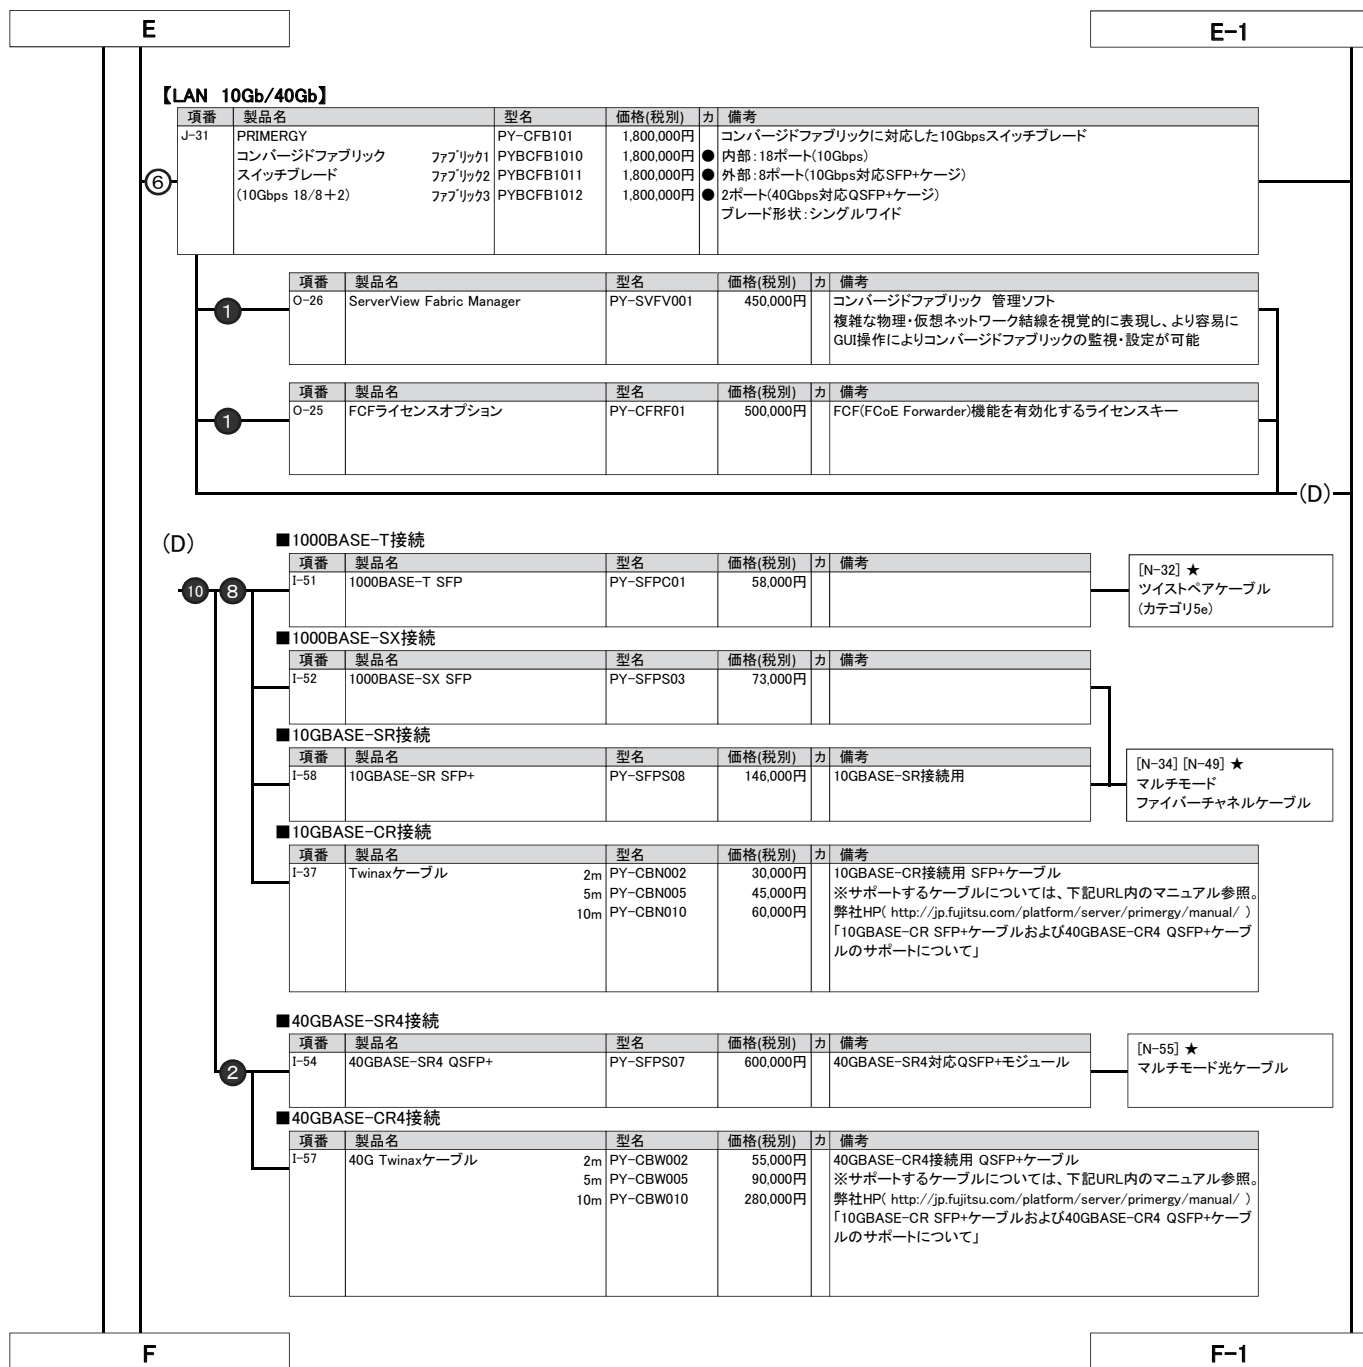 E
E-1
【LAN 10Gb/40Gb】
項番 製品名 型名 価格(税別) カ 備考
J-31 PRIMERGY PY-CFB101 1,800,000円 コンバージドファブリックに対応した10Gbpsスイッチブレード
コンバージドファブリック ファブリック1 PYBCFB1010 1,800,000円 ● 内部:18ポート(10Gbps)
⑥ スイッチブレード ファブリック2 PYBCFB1011 1,800,000円 ● 外部:8ポート(10Gbps対応SFP+ケージ)
(10Gbps 18/8+2) ファブリック3 PYBCFB1012 1,800,000円 ● 2ポート(40Gbps対応QSFP+ケージ)
ブレード形状:シングルワイド
項番 製品名 型名 価格(税別) カ 備考
❶ O-26 ServerView Fabric Manager PY-SVFV001 450,000円 コンバージドファブリック 管理ソフト
複雑な物理・仮想ネットワーク結線を視覚的に表現し、より容易に
GUI操作によりコンバージドファブリックの監視・設定が可能
項番 製品名 型名 価格(税別) カ 備考
❶ O-25 FCFライセンスオプション PY-CFRF01 500,000円 FCF(FCoE Forwarder)機能を有効化するライセンスキー
(D)
(D)
■1000BASE-T接続
項番 製品名 型名 価格(税別) カ 備考
❿ ❽ I-51 1000BASE-T SFP PY-SFPC01 58,000円
[N-32] ★
ツイストペアケーブル
(カテゴリ5e)
■1000BASE-SX接続
項番 製品名 型名 価格(税別) カ 備考
I-52 1000BASE-SX SFP PY-SFPS03 73,000円
■10GBASE-SR接続
項番 製品名 型名 価格(税別) カ 備考
I-58 10GBASE-SR SFP+ PY-SFPS08 146,000円 10GBASE-SR接続用
[N-34] [N-49] ★
マルチモード
ファイバーチャネルケーブル
■10GBASE-CR接続
項番 製品名 型名 価格(税別) カ 備考
I-37 Twinaxケーブル 2m PY-CBN002 30,000円 10GBASE-CR接続用 SFP+ケーブル
5m PY-CBN005 45,000円 ※サポートするケーブルについては、下記URL内のマニュアル参照。
10m PY-CBN010 60,000円 弊社HP( http://jp.fujitsu.com/platform/server/primergy/manual/ )
「10GBASE-CR SFP+ケーブルおよび40GBASE-CR4 QSFP+ケーブ
ルのサポートについて」
■40GBASE-SR4接続
項番 製品名 型名 価格(税別) カ 備考
❷ I-54 40GBASE-SR4 QSFP+ PY-SFPS07 600,000円 40GBASE-SR4対応QSFP+モジュール
[N-55] ★
マルチモード光ケーブル
■40GBASE-CR4接続
項番 製品名 型名 価格(税別) カ 備考
I-57 40G Twinaxケーブル 2m PY-CBW002 55,000円 40GBASE-CR4接続用 QSFP+ケーブル
5m PY-CBW005 90,000円 ※サポートするケーブルについては、下記URL内のマニュアル参照。
10m PY-CBW010 280,000円 弊社HP( http://jp.fujitsu.com/platform/server/primergy/manual/ )
「10GBASE-CR SFP+ケーブルおよび40GBASE-CR4 QSFP+ケーブ
ルのサポートについて」
F
F-1